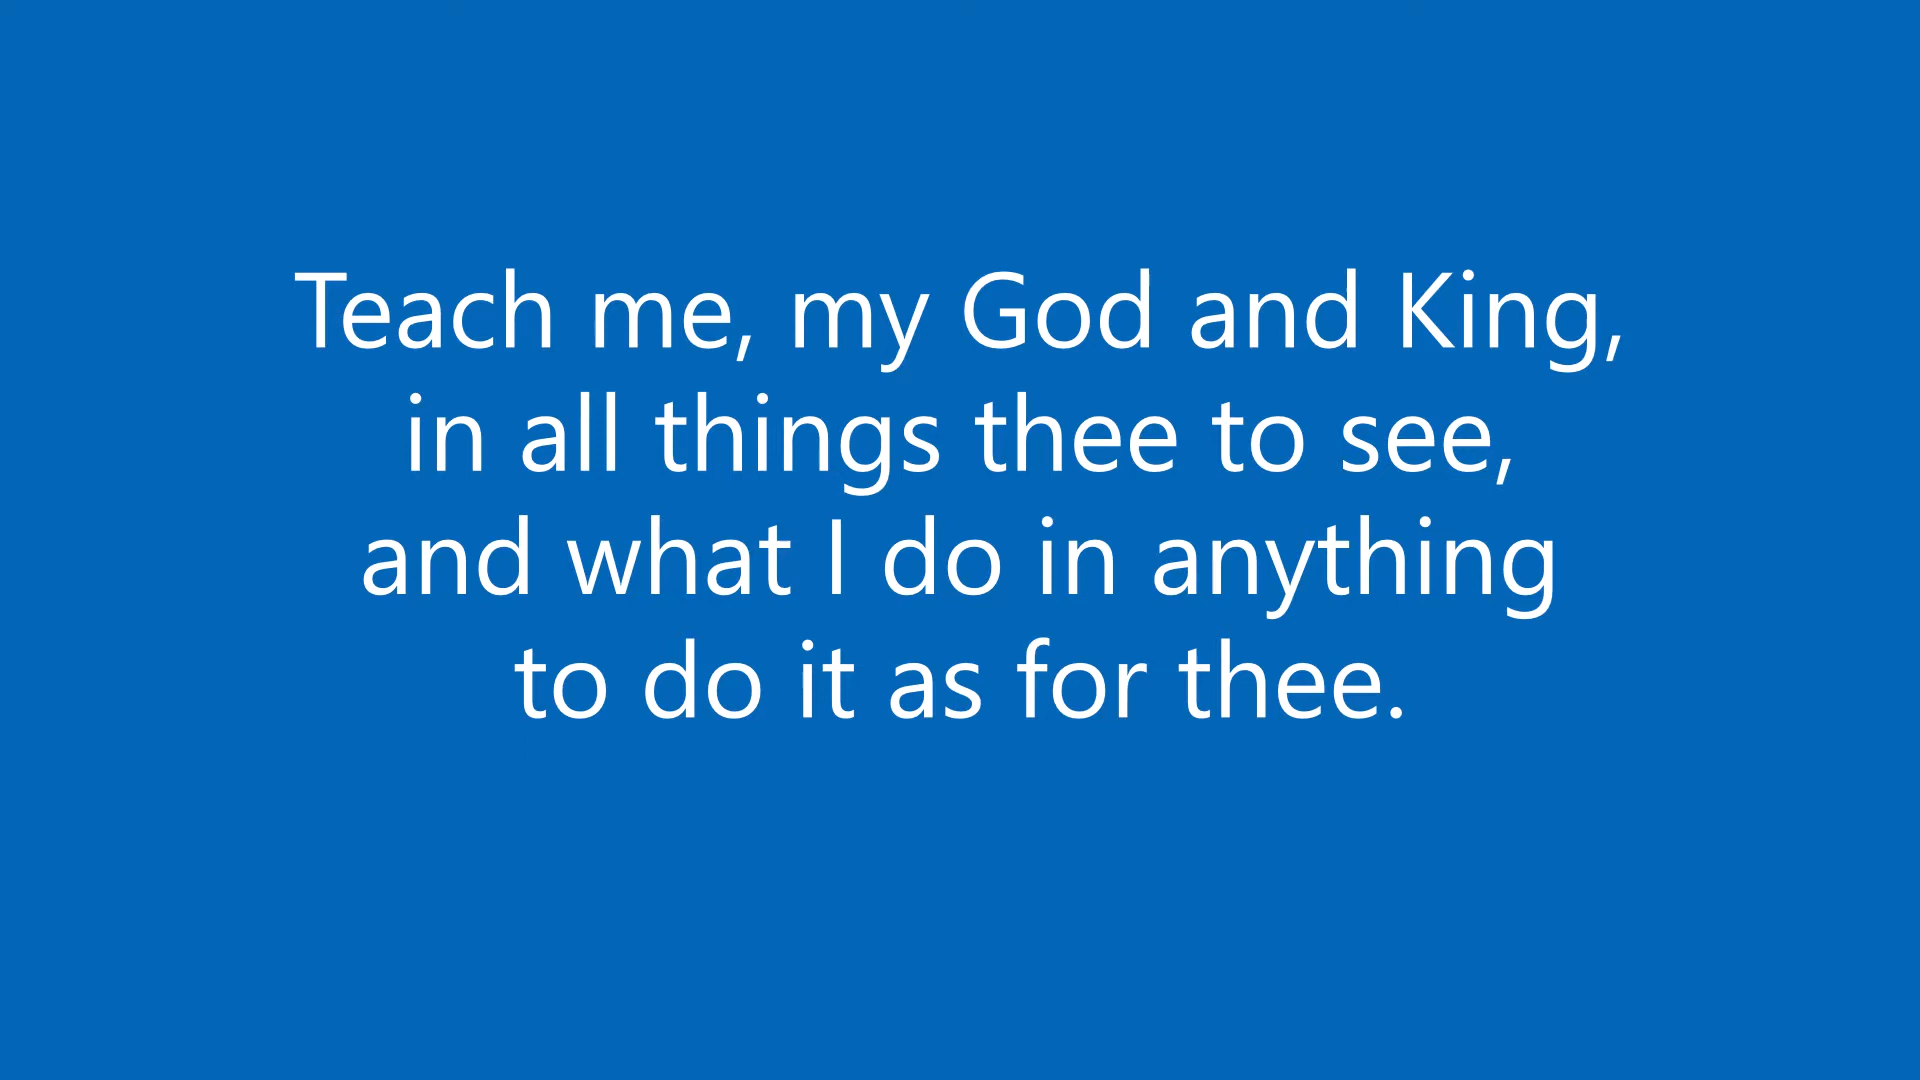 Teach me, my God and King,
in all things thee to see,
and what I do in anything
to do it as for thee.